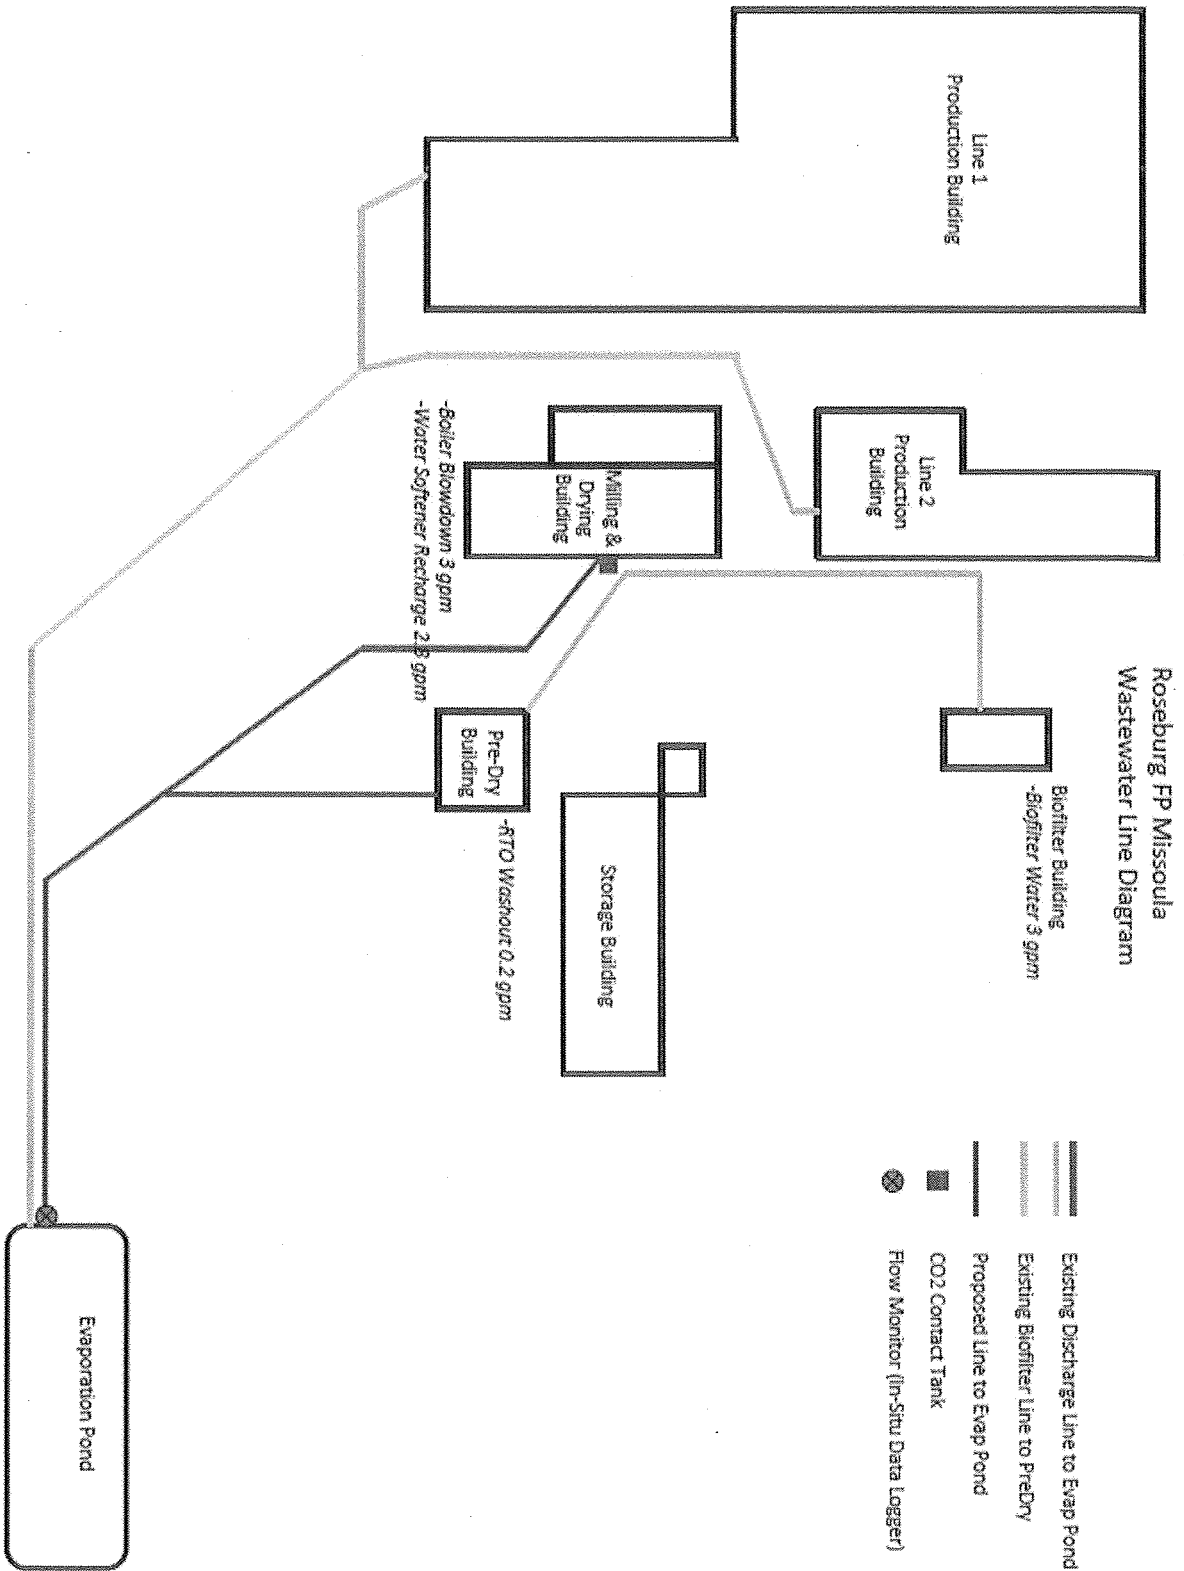 Roseburg FP Missoula
Wastewater Line Diagram
Line 1
Production Building
Line 2
Production
Building
Biofilter Building
-Biofilter Water 3 gpm
Milling &
Drying
Building
-Boiler Blowdown 3 gpm
-Water Softener Recharge 2.8 gpm
Pre-Dry
Building
-RTO Washout 0.2 gpm
Storage Building
Existing Discharge Line to Evap Pond
Existing Biofilter Line to PreDry
Proposed Line to Evap Pond
CO2 Contact Tank
Flow Monitor (In-Situ Data Logger)
Evaporation Pond